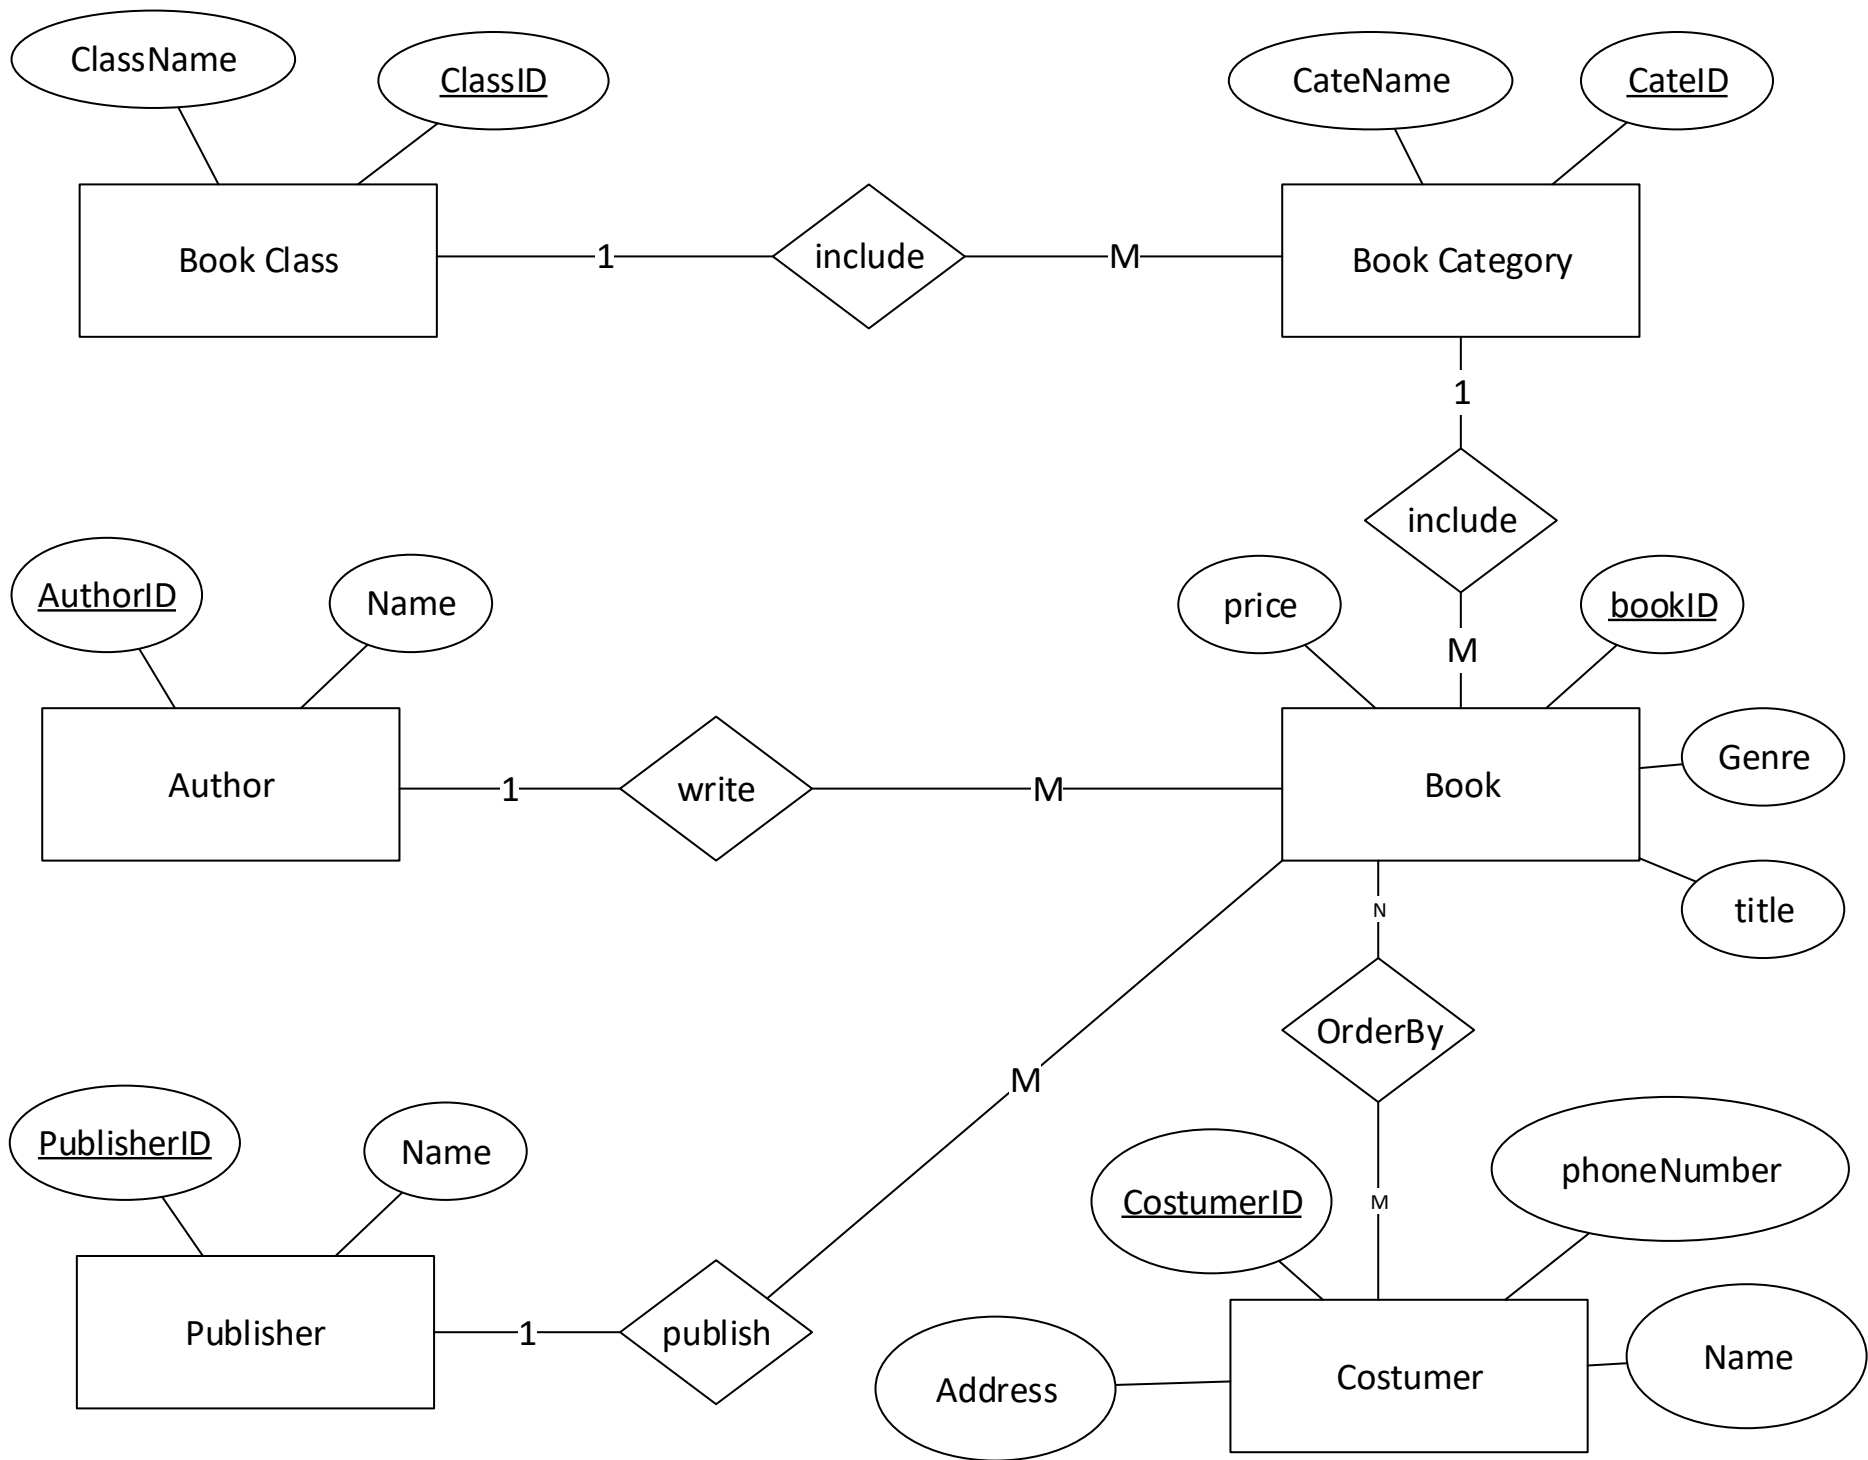 ClassName
ClassID
CateName
CateID
Book Class
1
include
M
Book Category
1
include
AuthorID
Name
price
bookID
M
Author
1
write
M
Book
Genre
title
N
OrderBy
M
PublisherID
Name
CostumerID
M
phoneNumber
Publisher
1
publish
Address
Costumer
Name